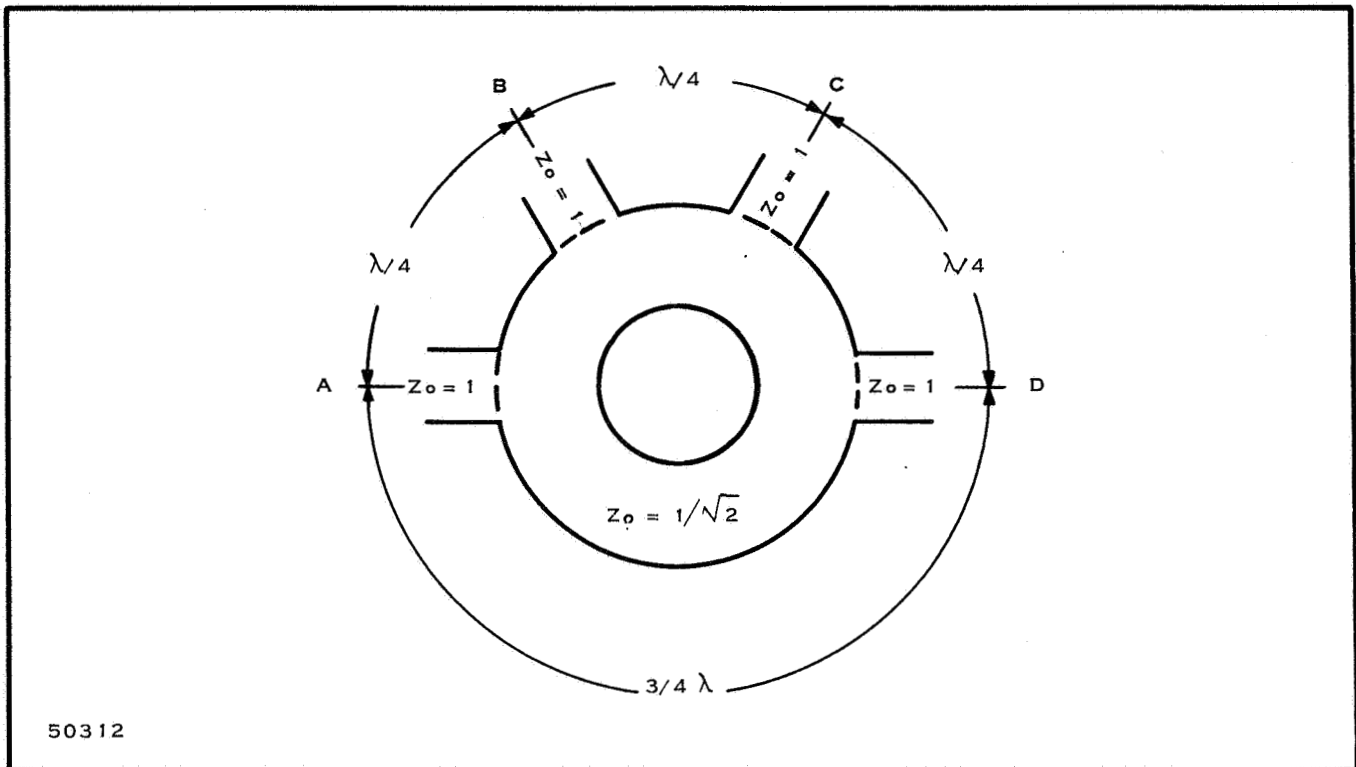 B
λ/4
C
Zo = 1
Zo = 1
λ/4
λ/4
A
Zo = 1
Zo = 1
D
Zo = 1/√2
3/4 λ
50312